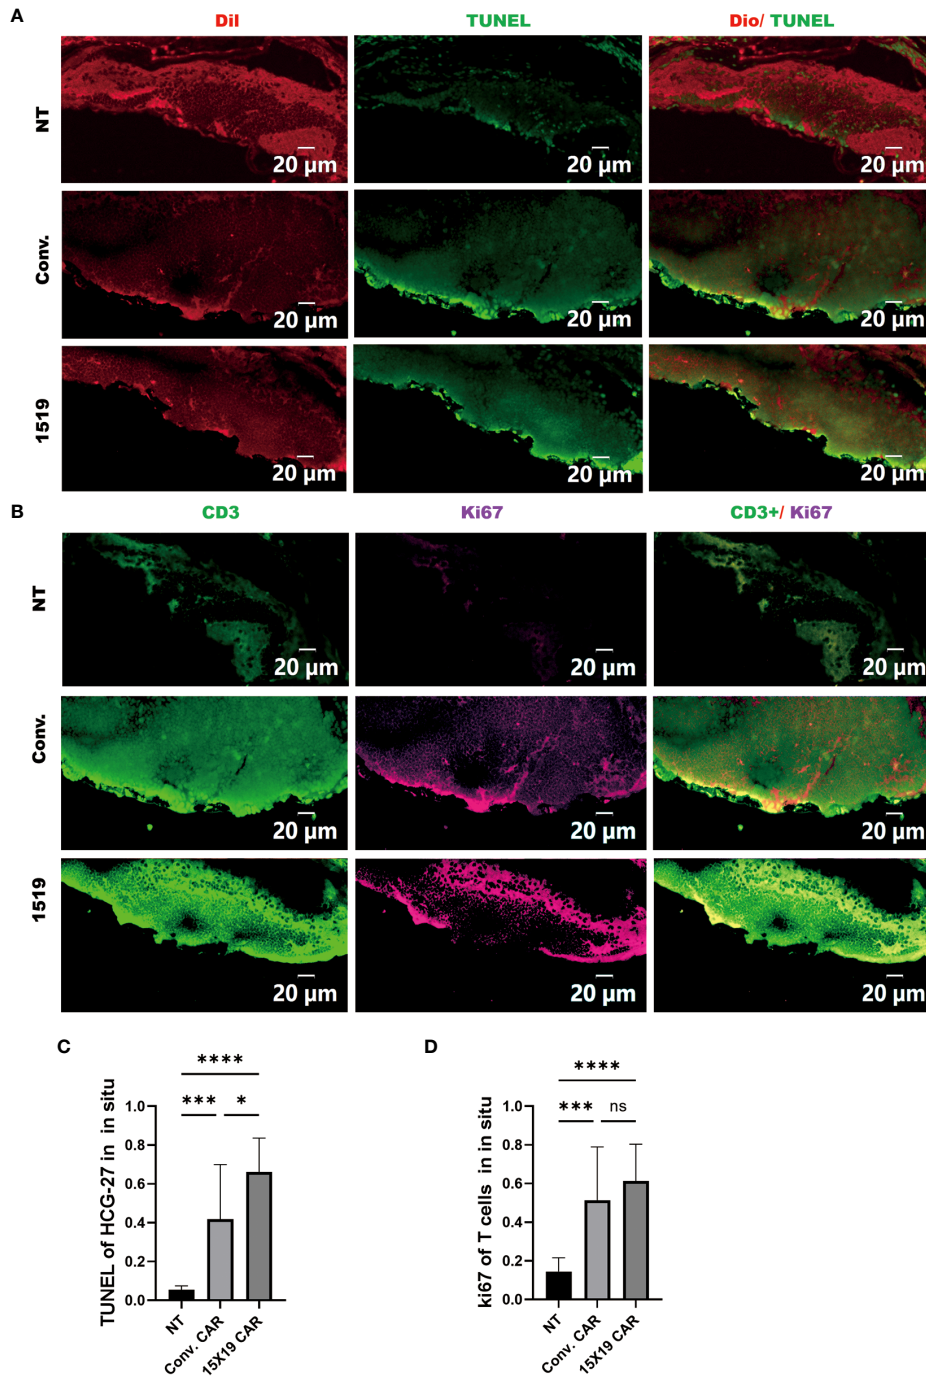 A
DiI
TUNEL
Dio/ TUNEL
NT
20 µm
20 µm
20 µm
Conv.
20 µm
20 µm
20 µm
1519
20 µm
20 µm
20 µm
B
CD3
Ki67
CD3+/ Ki67
NT
20 µm
20 µm
20 µm
Conv.
20 µm
20 µm
20 µm
1519
20 µm
20 µm
20 µm
C
****
***
*
TUNEL of HCG-27 in in situ
1.0
0.8
0.6
0.4
0.2
0.0
NT
Conv. CAR
15X19 CAR
D
****
***
ns
ki67 of T cells in in situ
1.0
0.8
0.6
0.4
0.2
0.0
NT
Conv. CAR
15X19 CAR